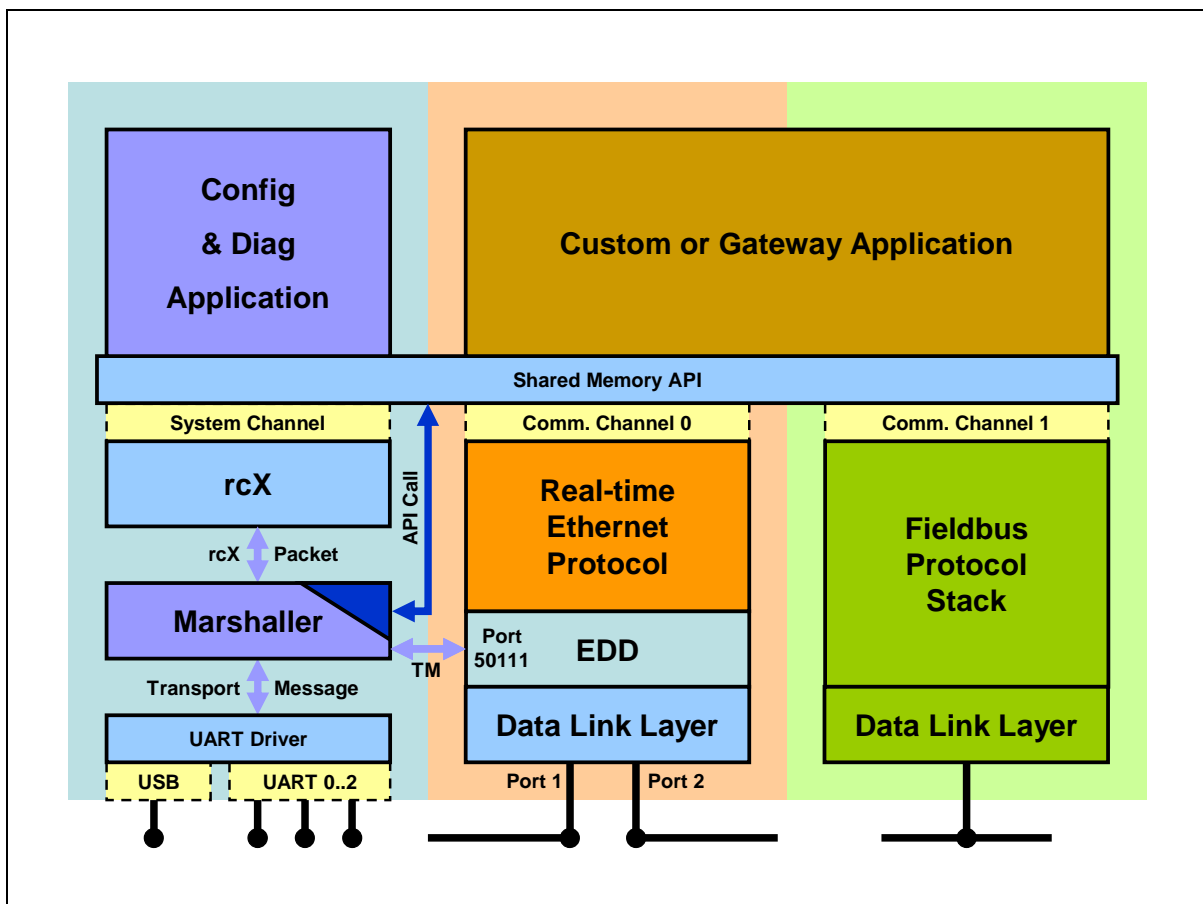 Config
& Diag
Application
Custom or Gateway Application
Shared Memory API
System Channel
Comm. Channel 0
Comm. Channel 1
rcX
API Call
Real-time
Ethernet
Protocol
Fieldbus
Protocol
Stack
rcX Packet
Marshaller
TM
Port
50111
EDD
Transport Message
UART Driver
Data Link Layer
Data Link Layer
USB
UART 0..2
Port 1
Port 2